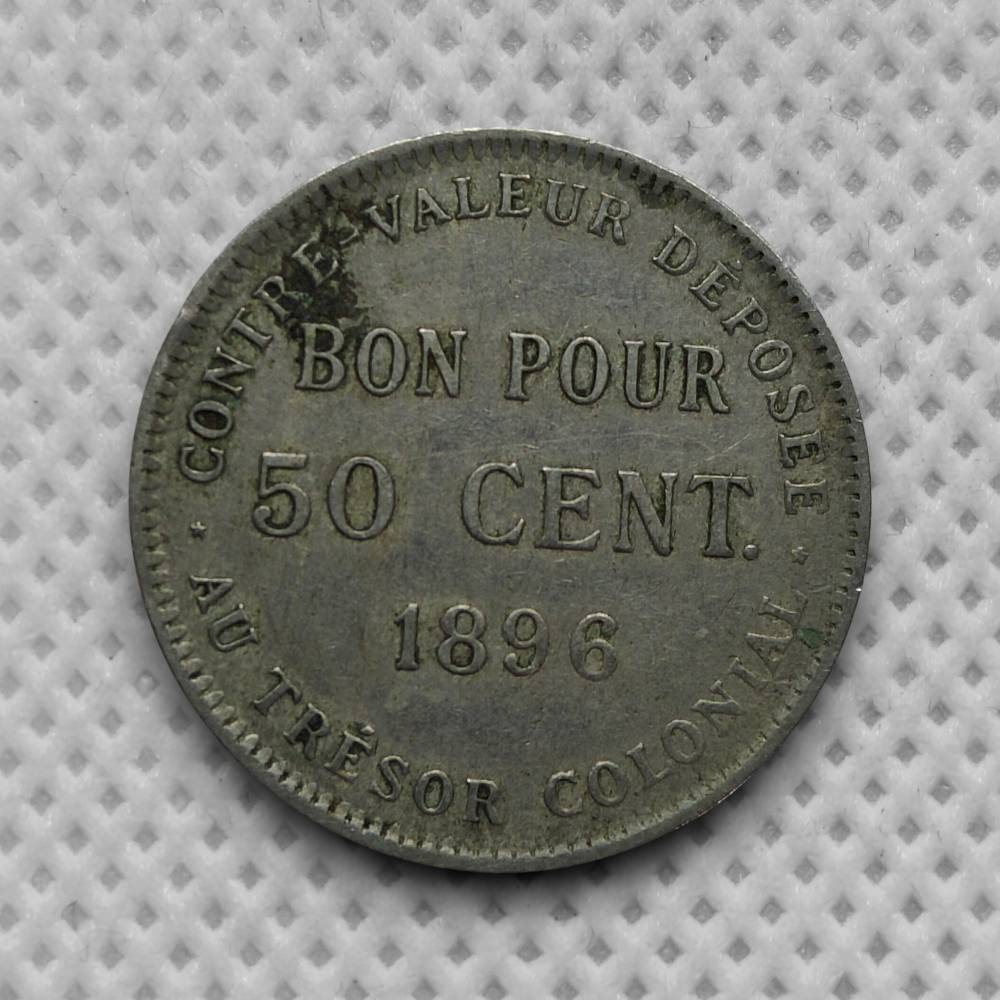 CONTRE-VALEUR DÉPOSÉE
BON POUR
50 CENT.
1896
* AU TRÉSOR COLONIAL *